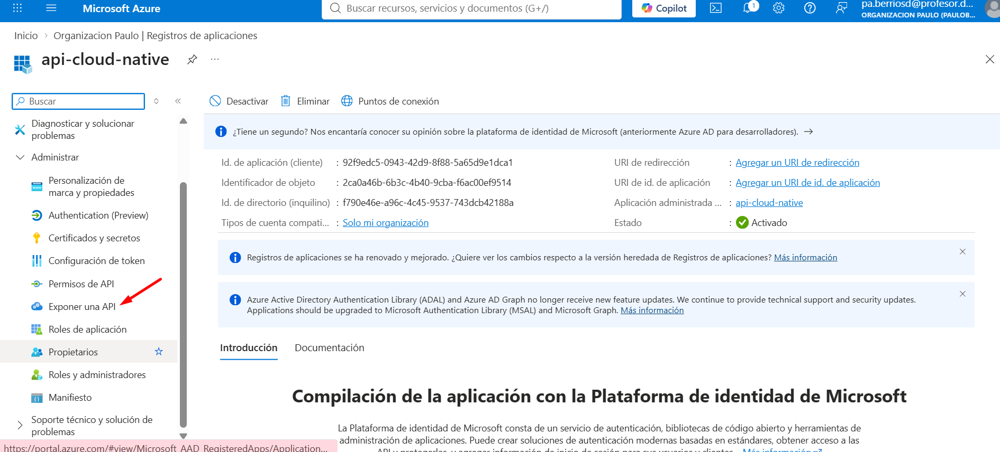 Microsoft Azure
Buscar recursos, servicios y documentos (G+/)
Copilot
1
pa.berriosd@profesor.d...
ORGANIZACION PAULO (PAULOB...
Inicio > Organizacion Paulo | Registros de aplicaciones
api-cloud-native
...
Buscar
Desactivar
Eliminar
Puntos de conexión
Diagnosticar y solucionar
problemas
Administrar
Personalización de
marca y propiedades
Authentication (Preview)
Certificados y secretos
Configuración de token
Permisos de API
Exponer una API
Roles de aplicación
Propietarios
Roles y administradores
Manifiesto
Soporte técnico y solución de
problemas
https://portal.azure.com/#view/Microsoft_AAD_RegisteredApps/Application...
¿Tiene un segundo? Nos encantaría conocer su opinión sobre la plataforma de identidad de Microsoft (anteriormente Azure AD para desarrolladores). →
Id. de aplicación (cliente) : 92f9edc5-0943-42d9-8f88-5a65d9e1dca1
Identificador de objeto : 2ca0a46b-6b3c-4b40-9cba-f6ac00ef9514
Id. de directorio (inquilino) : f790e46e-a96c-4c45-9537-743dcb42188a
Tipos de cuenta compati... : Solo mi organización
URI de redirección : Agregar un URI de redirección
URI de id. de aplicación : Agregar un URI de id. de aplicación
Aplicación administrada ... : api-cloud-native
Estado : Activado
Registros de aplicaciones se ha renovado y mejorado. ¿Quiere ver los cambios respecto a la versión heredada de Registros de aplicaciones? Más información
Azure Active Directory Authentication Library (ADAL) and Azure AD Graph no longer receive new feature updates. We continue to provide technical support and security updates.
Applications should be upgraded to Microsoft Authentication Library (MSAL) and Microsoft Graph. Más información
Introducción
Documentación
Compilación de la aplicación con la Plataforma de identidad de Microsoft
La Plataforma de identidad de Microsoft consta de un servicio de autenticación, bibliotecas de código abierto y herramientas de
administración de aplicaciones. Puede crear soluciones de autenticación modernas basadas en estándares, obtener acceso a las
API y protegerlas, y agregar información de inicio de sesión para sus usuarios y clientes. Más información